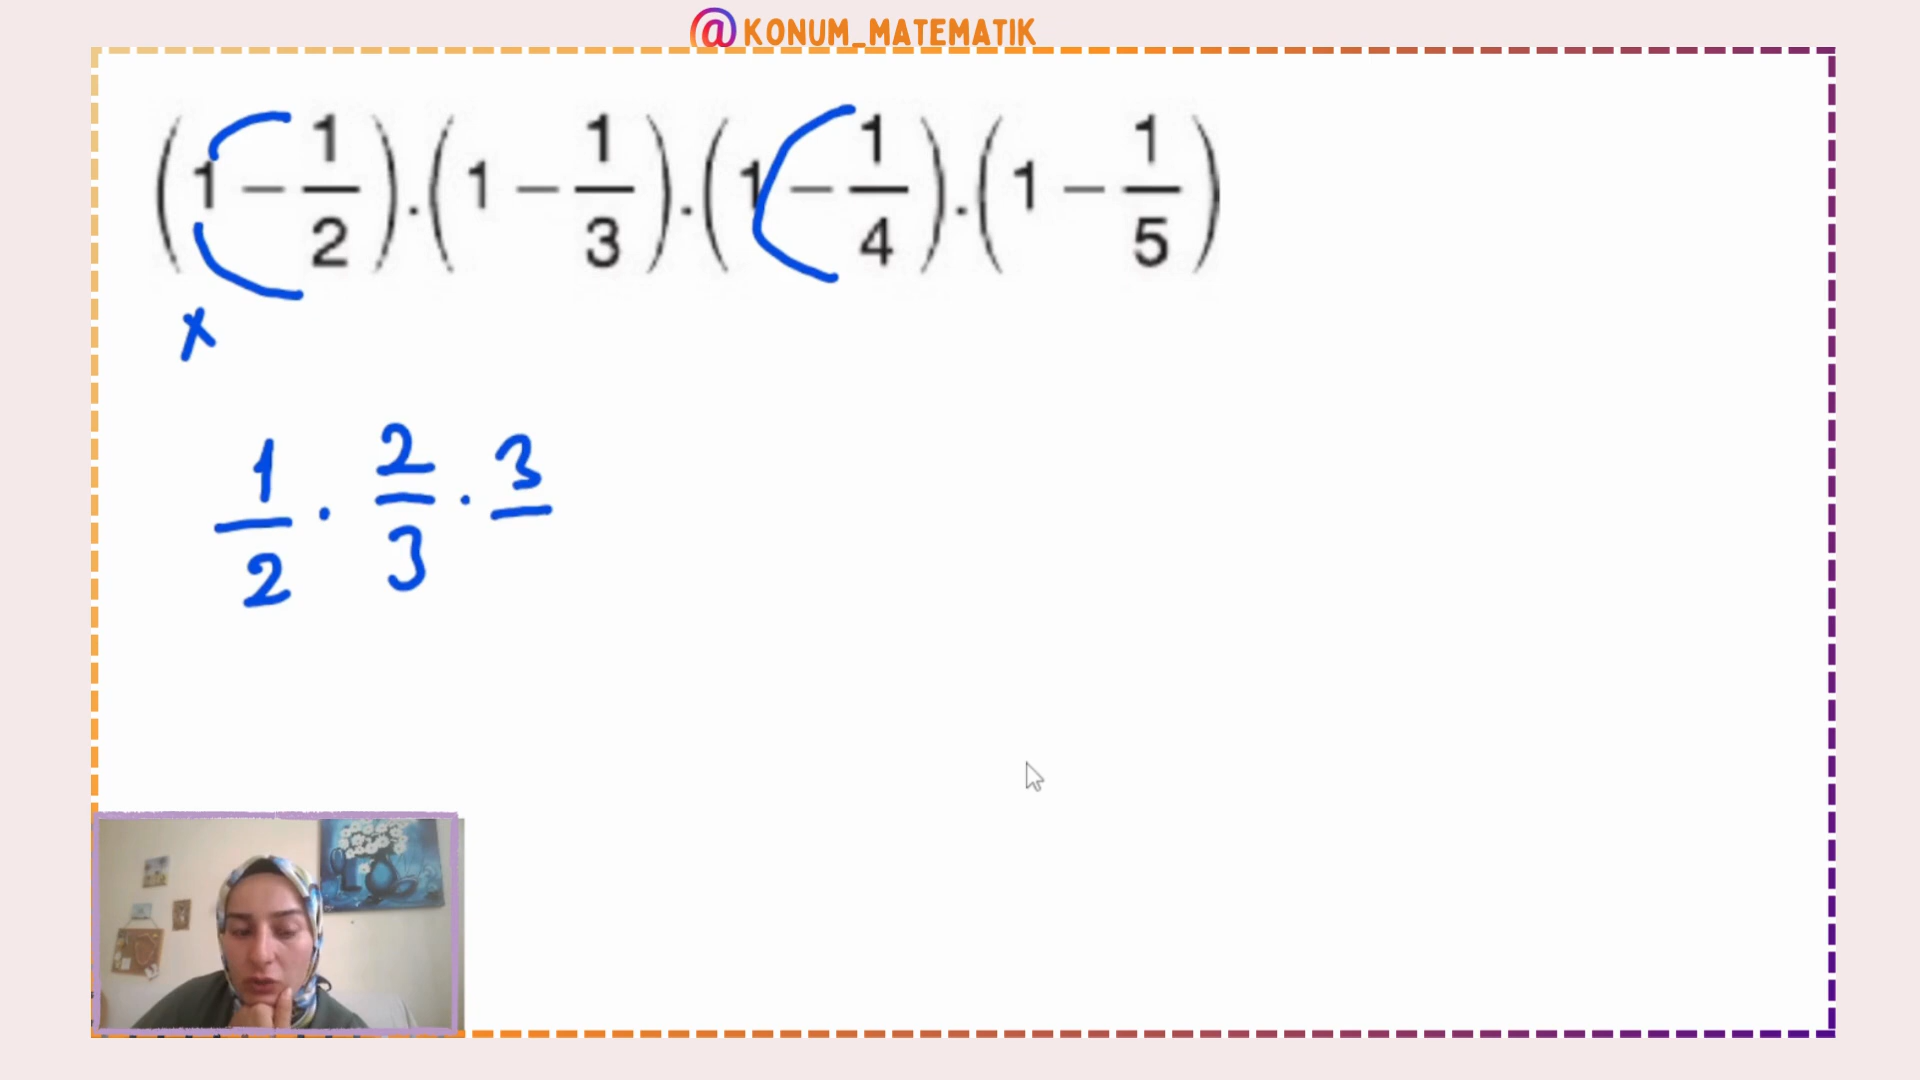 @KONUM_MATEMATIK
(1 - 1/2) . (1 - 1/3) . (1 - 1/4) . (1 - 1/5)
x
1/2 . 2/3 . 3/